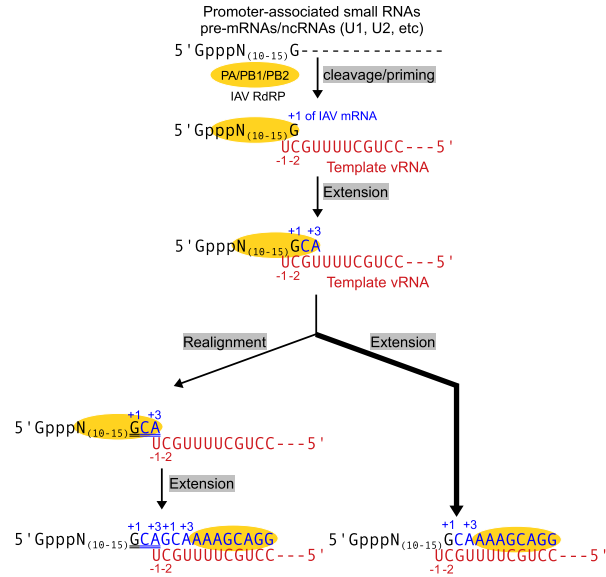 Promoter-associated small RNAs
pre-mRNAs/ncRNAs (U1, U2, etc)
5'GpppN(10-15)G----------------
PA/PB1/PB2
IAV RdRP
cleavage/priming
+1 of IAV mRNA
5'GpppN(10-15)G
UCGUUUUCGUCC---5'
-1-2
Template vRNA
Extension
+1 +3
5'GpppN(10-15)GCA
UCGUUUUCGUCC---5'
-1-2
Template vRNA
Realignment
Extension
+1 +3
5'GpppN(10-15)GCA
UCGUUUUCGUCC---5'
-1-2
Extension
+1 +3+1 +3
5'GpppN(10-15)GCAGCAAAAGCAGG
UCGUUUUCGUCC---5'
-1-2
+1 +3
5'GpppN(10-15)GCAAAAGCAGG
UCGUUUUCGUCC---5'
-1-2